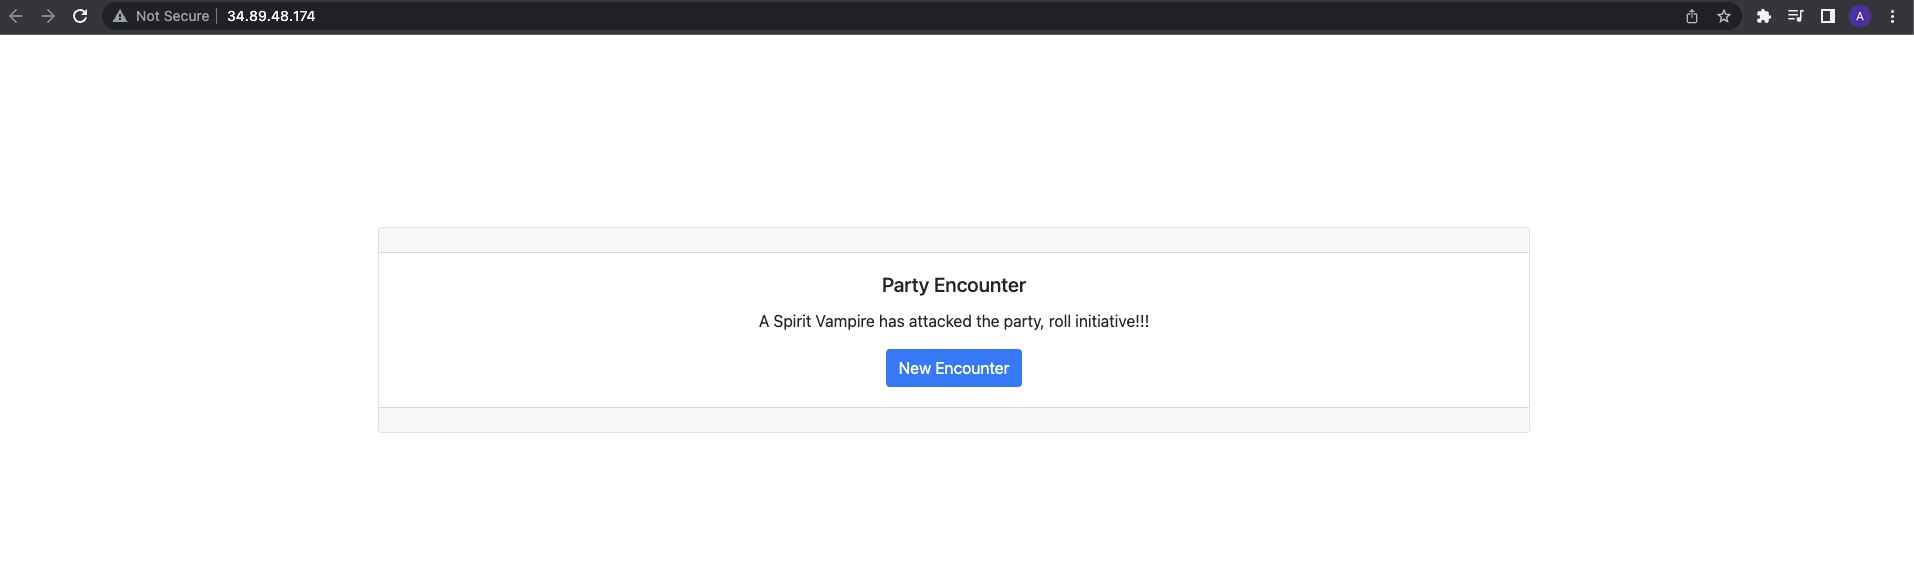 Not Secure 34.89.48.174 A
Party Encounter
A Spirit Vampire has attacked the party, roll initiative!!!
New Encounter